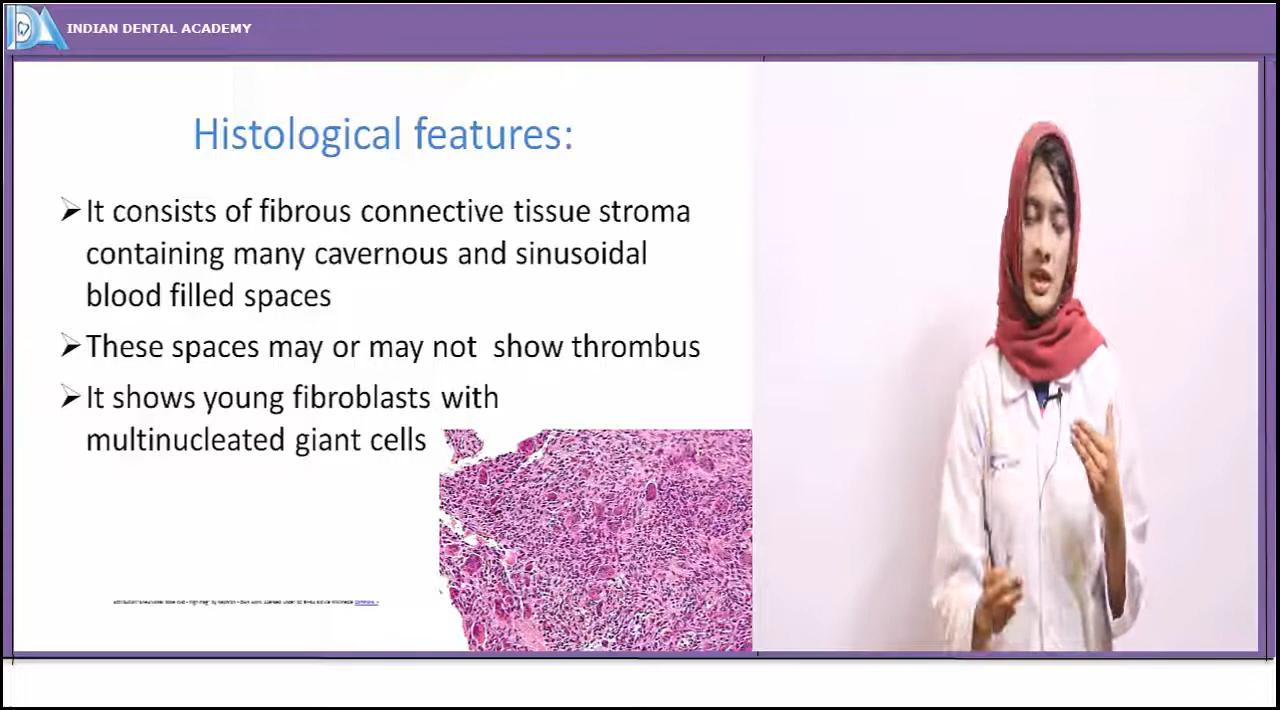 INDIAN DENTAL ACADEMY
Histological features:
➢It consists of fibrous connective tissue stroma
containing many cavernous and sinusoidal
blood filled spaces
➢These spaces may or may not  show thrombus
➢It shows young fibroblasts with
multinucleated giant cells